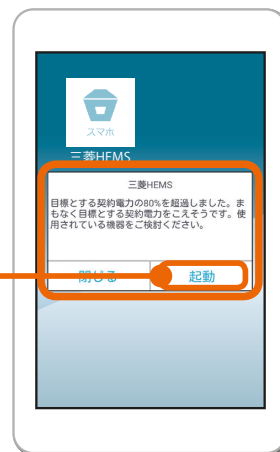 スマホ
三菱HEMS
三菱HEMS
目標とする契約電力の80%を超過しました。ま
もなく目標とする契約電力をこえそうです。使
用されている機器をご検討ください。
閉じる
起動